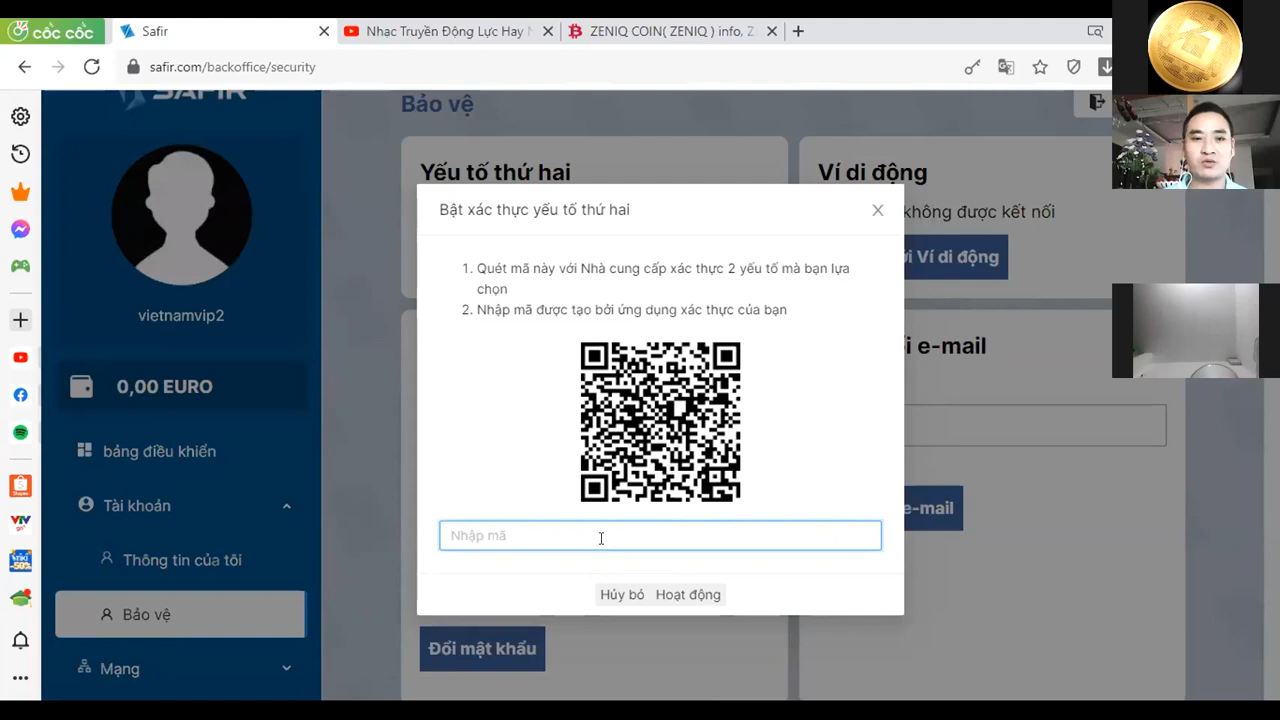 cốc cốc
Safir
Nhạc Truyền Động Lực Hay N
ZENIQ COIN( ZENIQ ) info, Z
safir.com/backoffice/security
SAFIR
vietnamvip2
0,00 EURO
bảng điều khiển
Tài khoản
Thông tin của tôi
Bảo vệ
Mạng
Bảo vệ
Yếu tố thứ hai
Ví di động
không được kết nối
ới Ví di động
i e-mail
e-mail
Đổi mật khẩu
Bật xác thực yếu tố thứ hai
1. Quét mã này với Nhà cung cấp xác thực 2 yếu tố mà bạn lựa
chọn
2. Nhập mã được tạo bởi ứng dụng xác thực của bạn
Nhập mã
Hủy bỏ Hoạt động